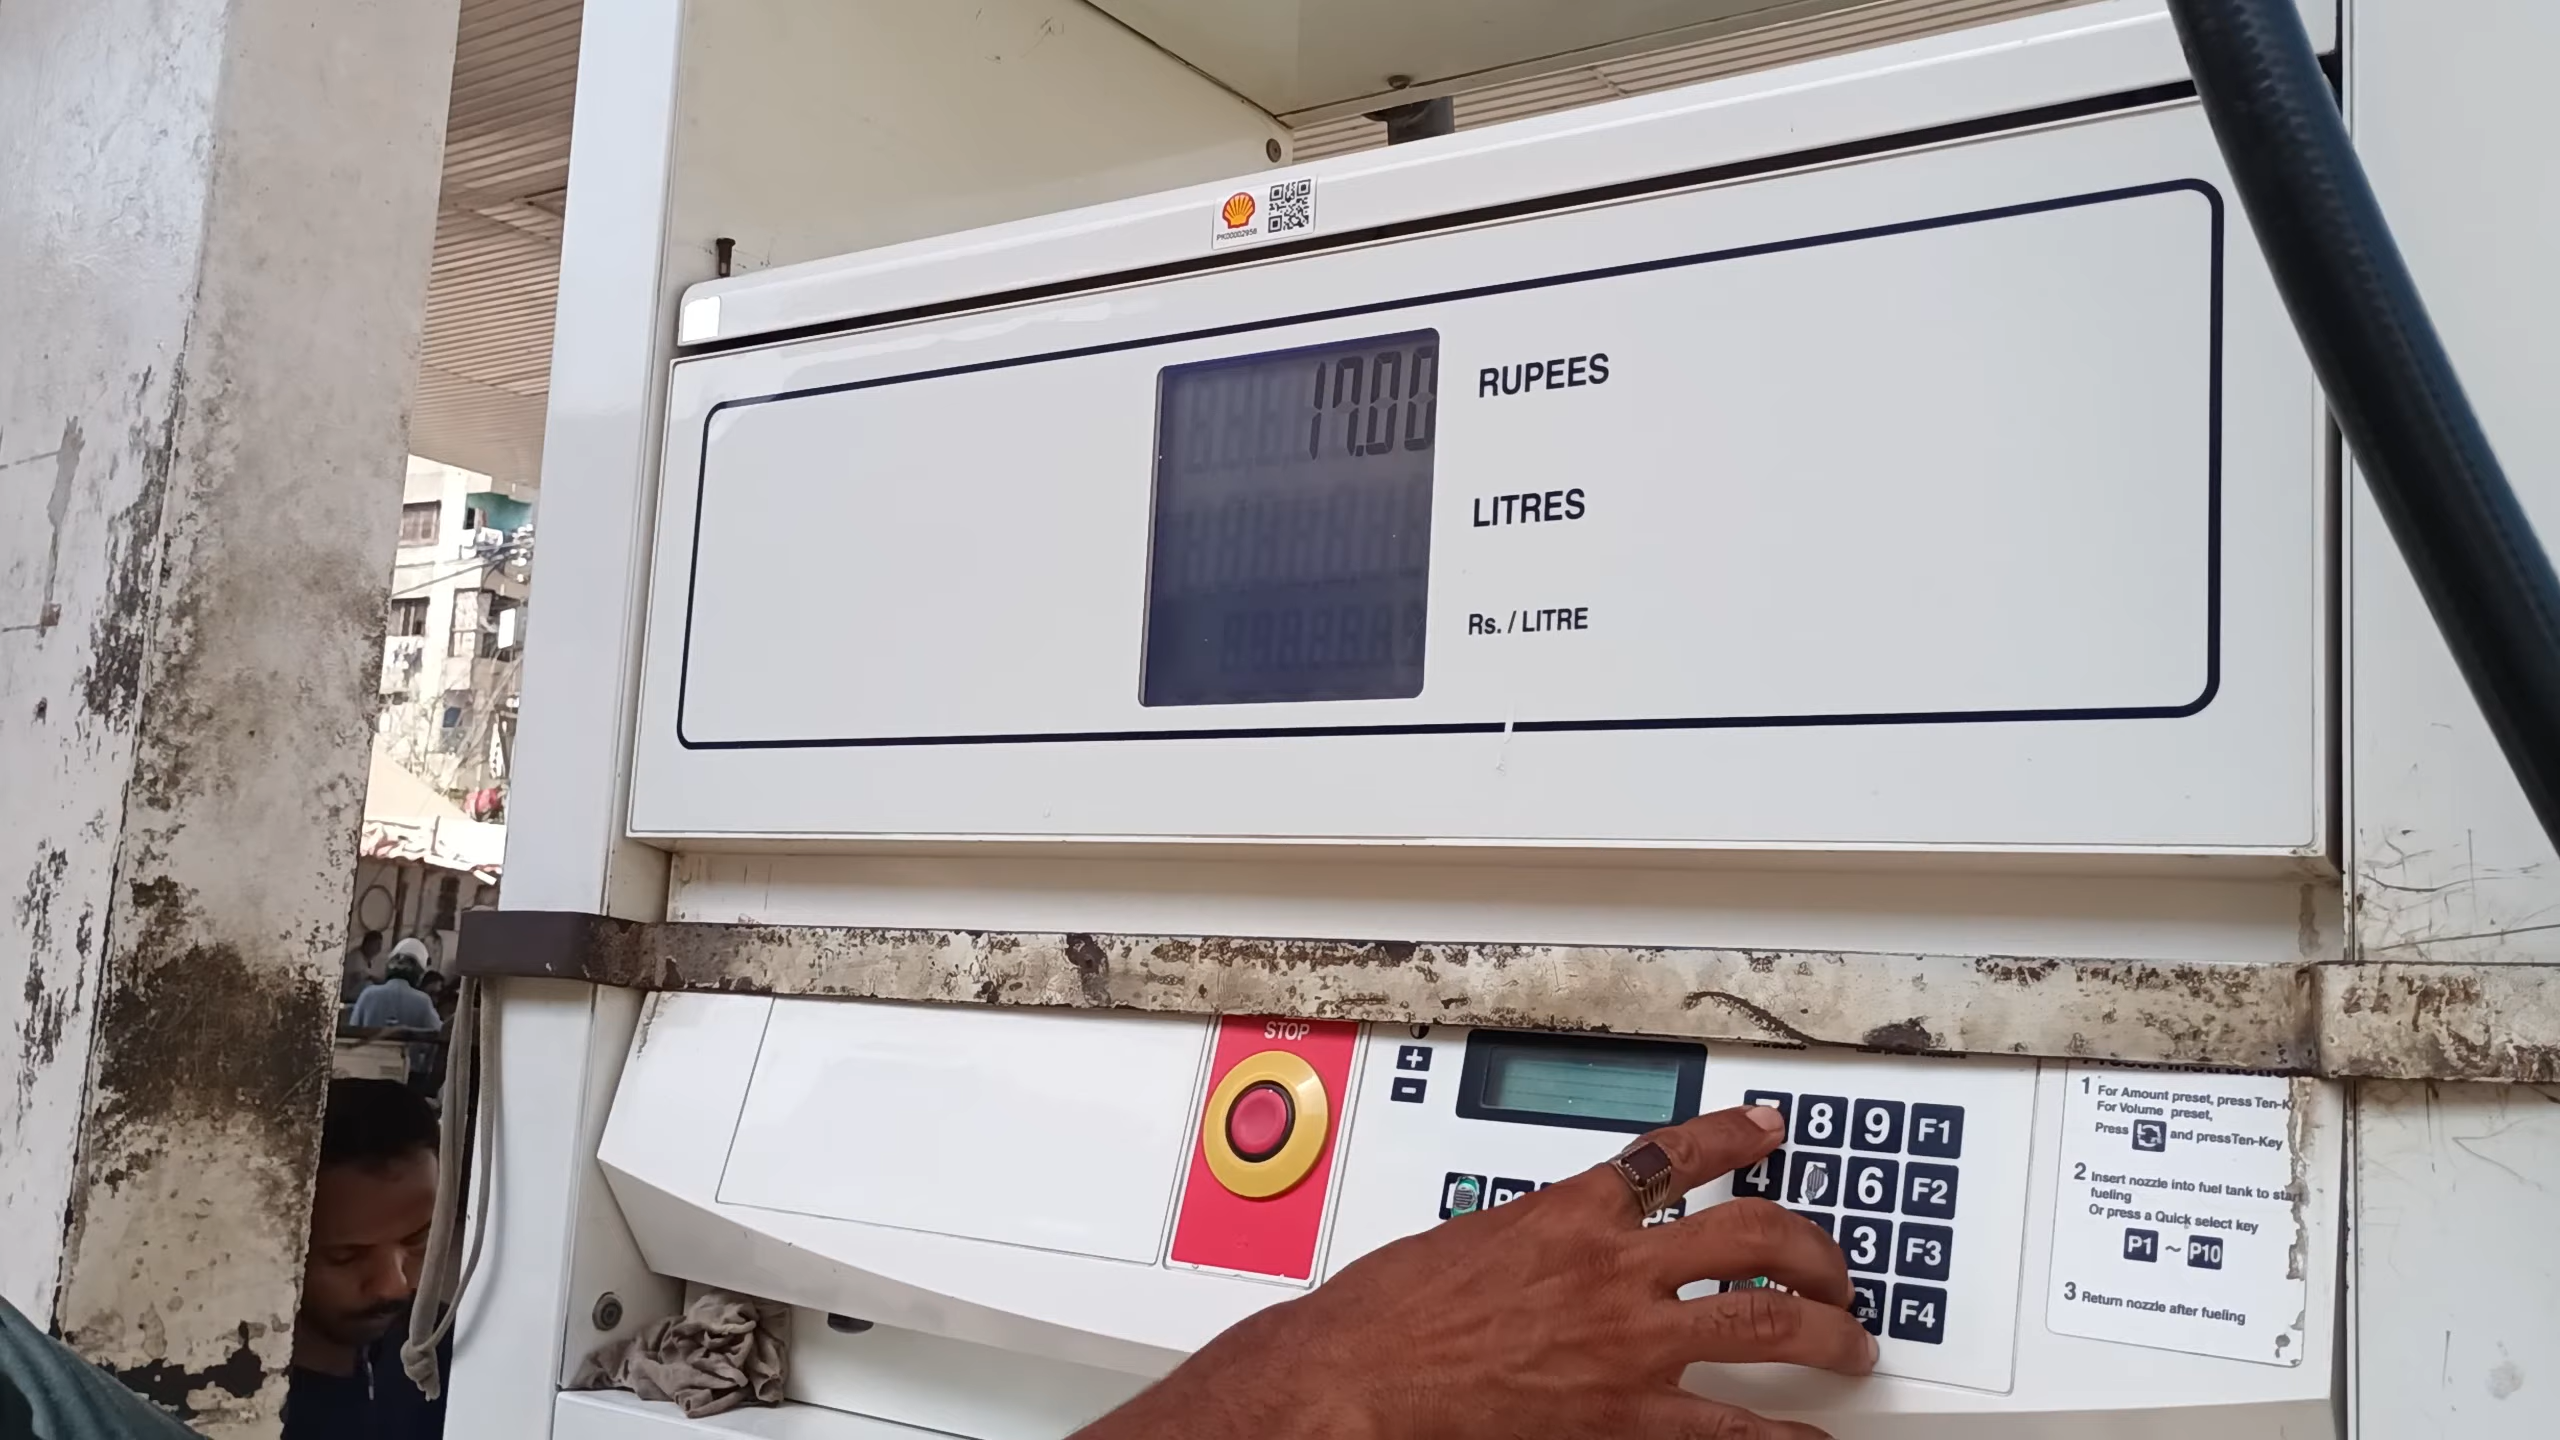 PK00002958
17.00
RUPEES
LITRES
Rs. / LITRE
STOP
+
-
8 9 F1
4 6 F2
3 F3
F4
1 For Amount preset, press Ten-K
For Volume preset,
Press and pressTen-Key
2 Insert nozzle into fuel tank to start
fueling
Or press a Quick select key
P1 ~ P10
3 Return nozzle after fueling